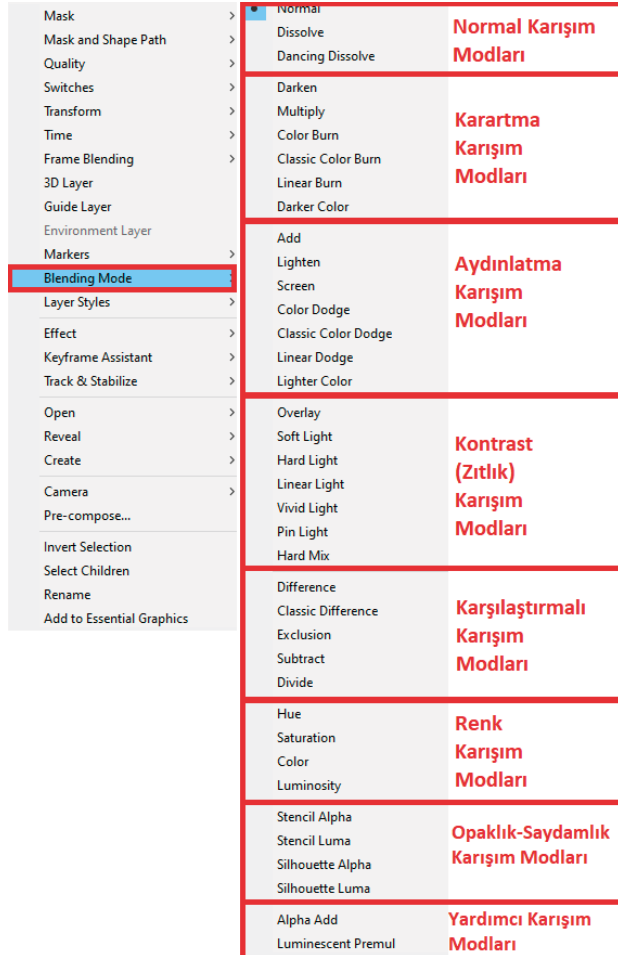 Mask
Mask and Shape Path
Quality
Switches
Transform
Time
Frame Blending
3D Layer
Guide Layer
Environment Layer
Markers
Blending Mode
Layer Styles
Effect
Keyframe Assistant
Track & Stabilize
Open
Reveal
Create
Camera
Pre-compose...
Invert Selection
Select Children
Rename
Add to Essential Graphics
Normal
Dissolve
Dancing Dissolve
Normal Karışım
Modları
Darken
Multiply
Color Burn
Classic Color Burn
Linear Burn
Darker Color
Karartma
Karışım
Modları
Add
Lighten
Screen
Color Dodge
Classic Color Dodge
Linear Dodge
Lighter Color
Aydınlatma
Karışım
Modları
Overlay
Soft Light
Hard Light
Linear Light
Vivid Light
Pin Light
Hard Mix
Kontrast
(Zıtlık)
Karışım
Modları
Difference
Classic Difference
Exclusion
Subtract
Divide
Karşılaştırmalı
Karışım
Modları
Hue
Saturation
Color
Luminosity
Renk
Karışım
Modları
Stencil Alpha
Stencil Luma
Silhouette Alpha
Silhouette Luma
Opaklık-Saydamlık
Karışım Modları
Alpha Add
Luminescent Premul
Yardımcı Karışım
Modları